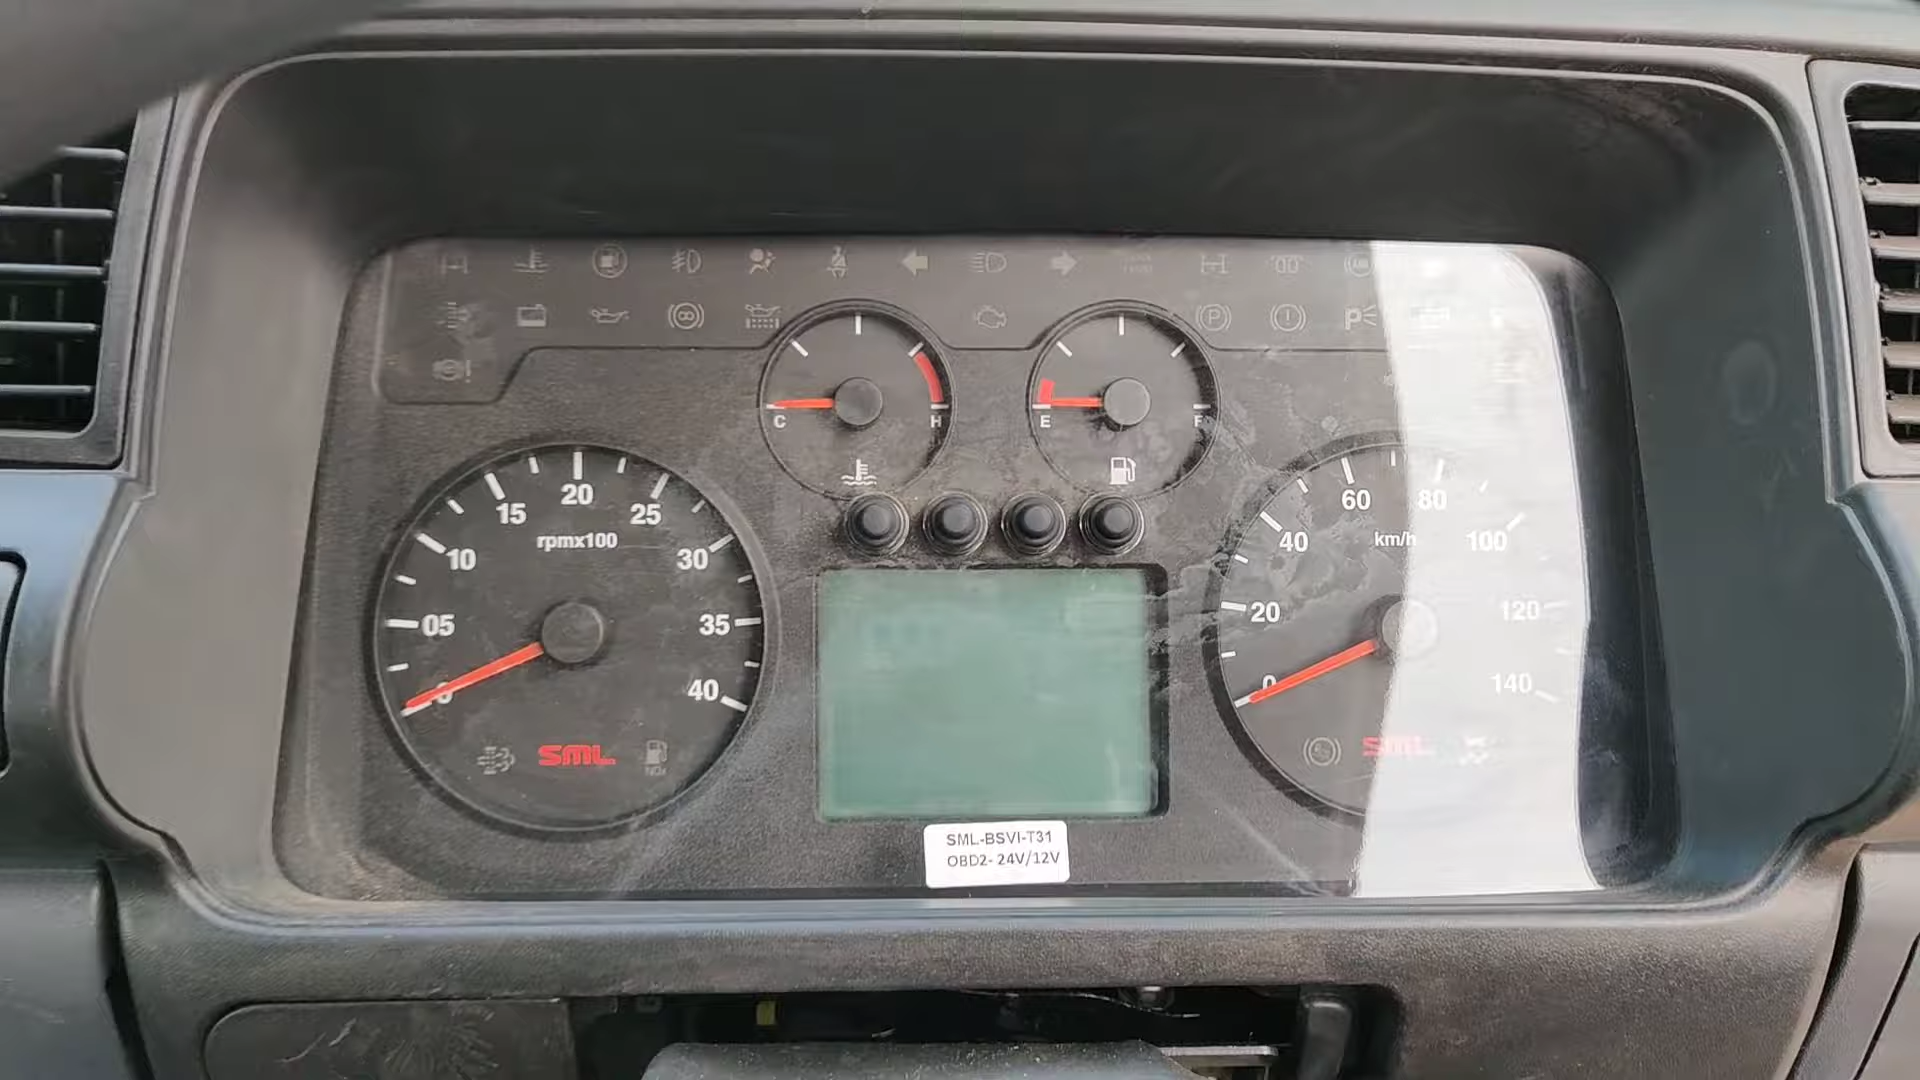 C
H
E
F
05
10
15
20
25
30
35
40
rpmx100
0
SML
NOx
0
20
40
60
80
100
120
140
km/h
SML
P
P
SML-BSVI-T31
OBD2- 24V/12V